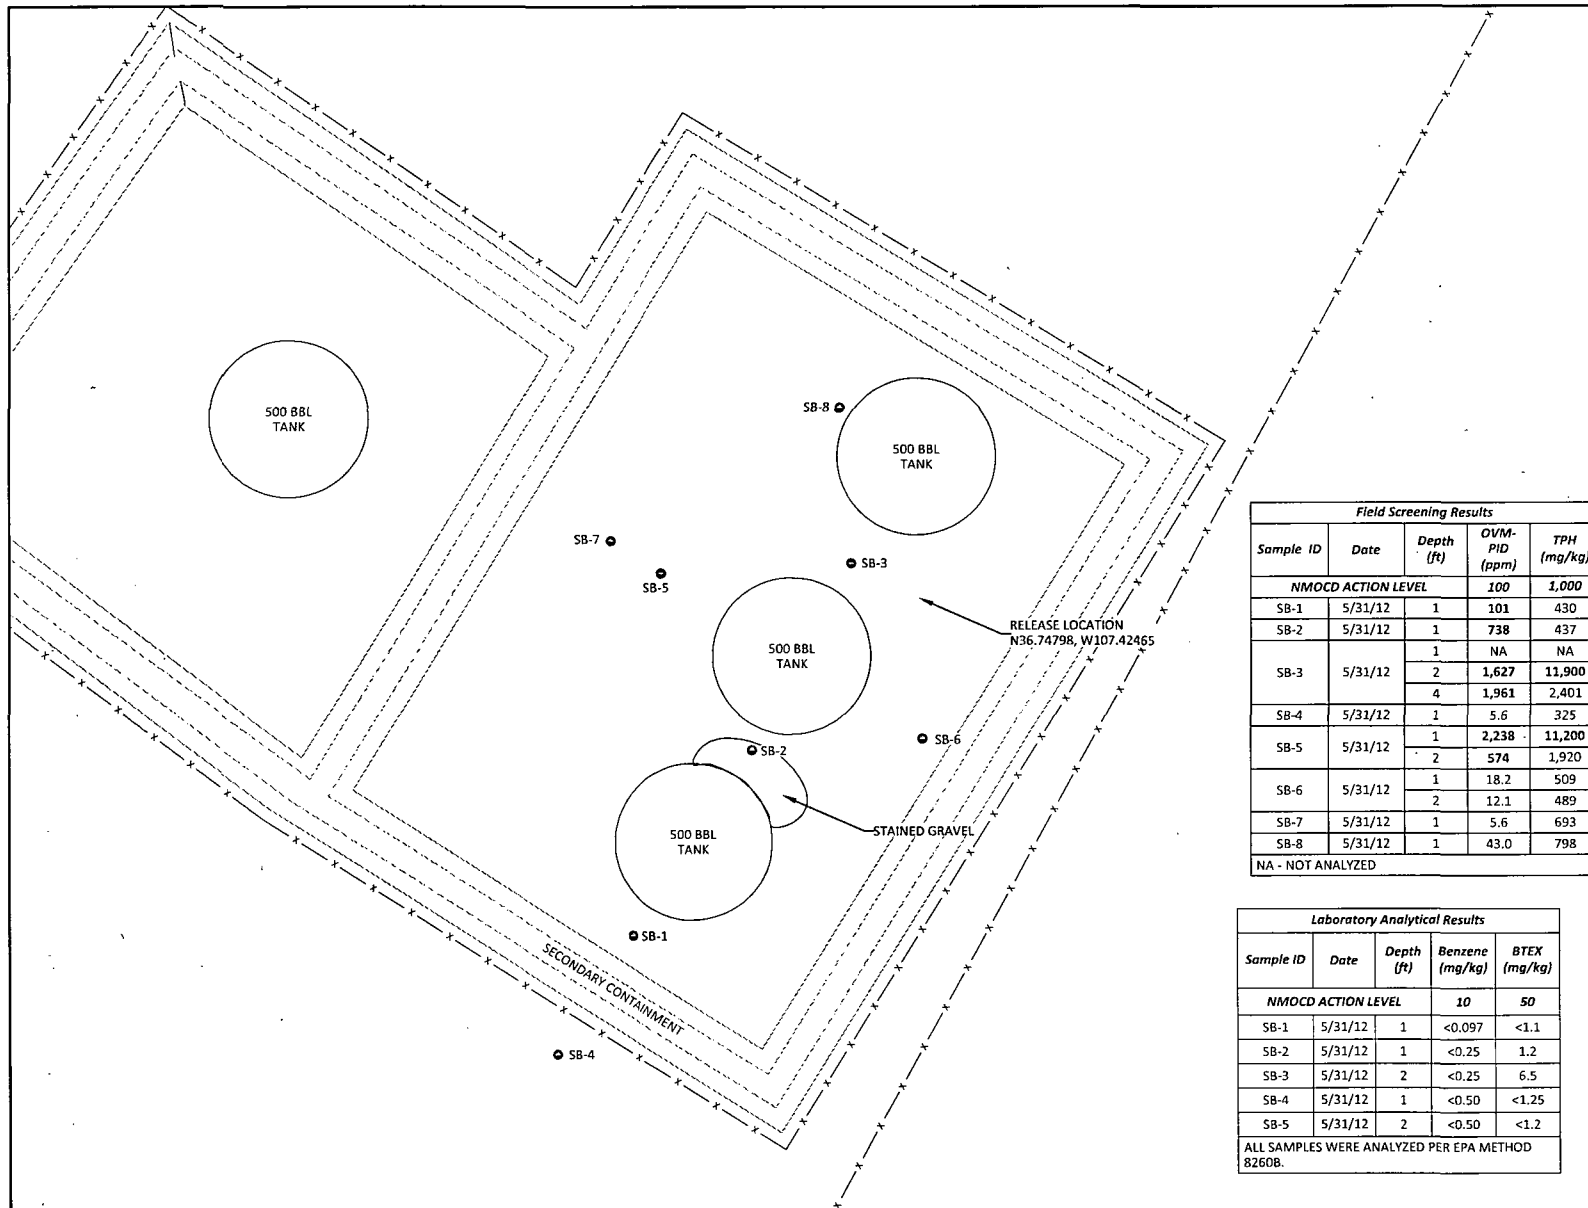 500 BBL
TANK
SB-8
500 BBL
TANK
SB-7
SB-5
SB-3
RELEASE LOCATION
N36.74798, W107.42465
500 BBL
TANK
SB-6
SB-2
STAINED GRAVEL
500 BBL
TANK
SB-1
SECONDARY CONTAINMENT
SB-4
Field Screening Results
Sample ID Date Depth (ft) OVM-PID (ppm) TPH (mg/kg)
NMOCD ACTION LEVEL 100 1,000
SB-1 5/31/12 1 101 430
SB-2 5/31/12 1 738 437
SB-3 5/31/12 1 NA NA
2 1,627 11,900
4 1,961 2,401
SB-4 5/31/12 1 5.6 325
SB-5 5/31/12 1 2,238 11,200
2 574 1,920
SB-6 5/31/12 1 18.2 509
2 12.1 489
SB-7 5/31/12 1 5.6 693
SB-8 5/31/12 1 43.0 798
NA - NOT ANALYZED
Laboratory Analytical Results
Sample ID Date Depth (ft) Benzene (mg/kg) BTEX (mg/kg)
NMOCD ACTION LEVEL 10 50
SB-1 5/31/12 1 <0.097 <1.1
SB-2 5/31/12 1 <0.25 1.2
SB-3 5/31/12 2 <0.25 6.5
SB-4 5/31/12 1 <0.50 <1.25
SB-5 5/31/12 2 <0.50 <1.2
ALL SAMPLES WERE ANALYZED PER EPA METHOD
8260B.